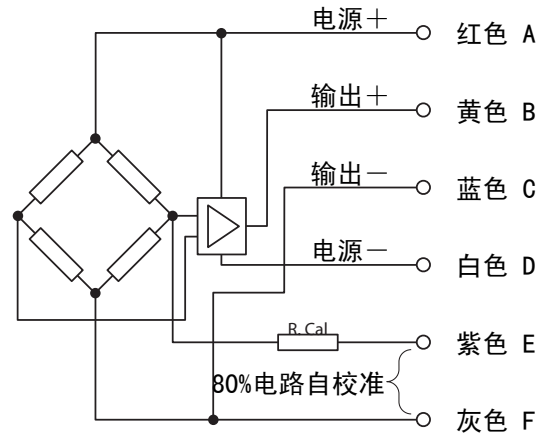 电源＋
红色 A
输出＋
黄色 B
输出－
蓝色 C
电源－
白色 D
R. Cal
紫色 E
80%电路自校准
灰色 F